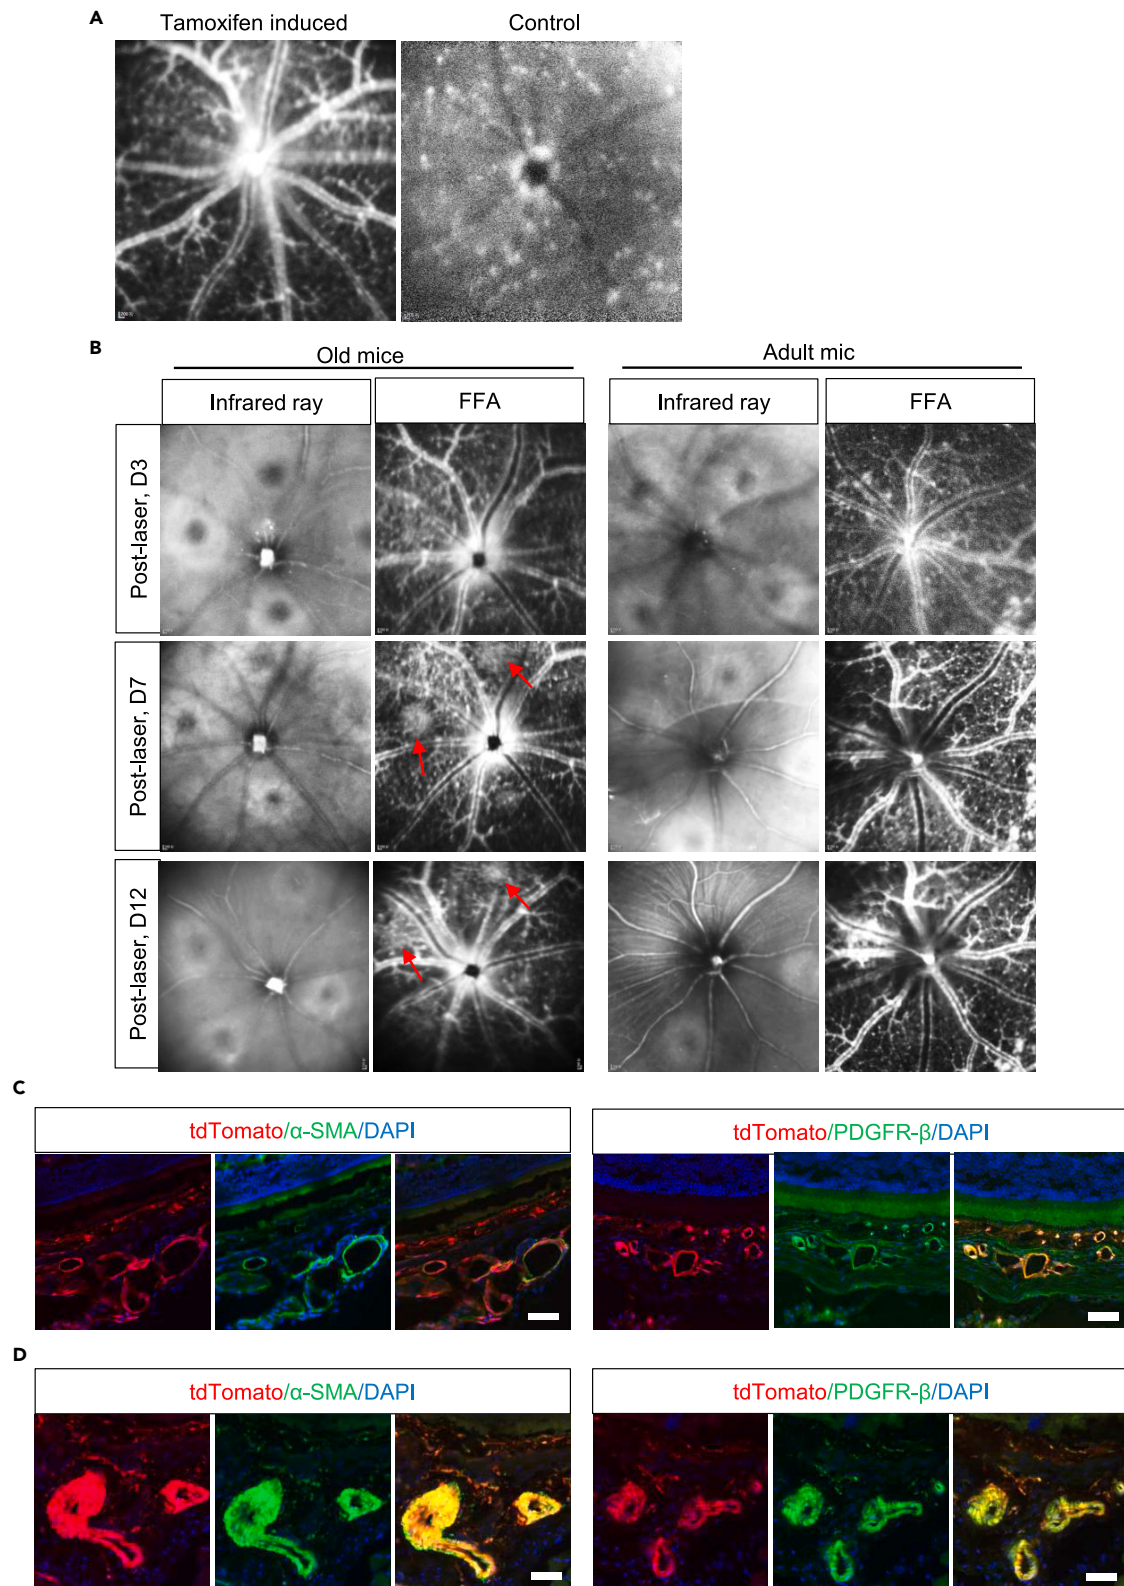 A
Tamoxifen induced
Control
B
Old mice
Adult mic
Infrared ray
FFA
Infrared ray
FFA
Post-laser, D3
Post-laser, D7
Post-laser, D12
C
tdTomato/α-SMA/DAPI
tdTomato/PDGFR-β/DAPI
D
tdTomato/α-SMA/DAPI
tdTomato/PDGFR-β/DAPI